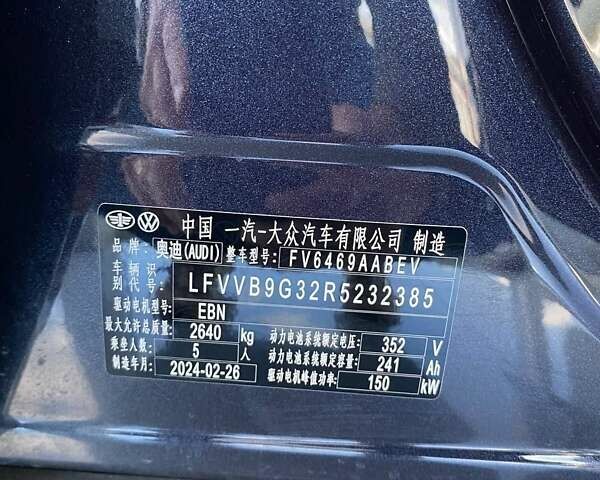 中国 一汽-大众汽车有限公司 制造
品牌: 奥迪(AUDI) 整车型号: FV6469AABEV
车辆识别代号: LFVVB9G32R5232385
驱动电机型号: EBN
最大允许总质量: 2640 kg 动力电池系统额定电压: 352 V
乘坐人数: 5 人 动力电池系统额定容量: 241 Ah
制造年月: 2024-02-26 驱动电机峰值功率: 150 kW